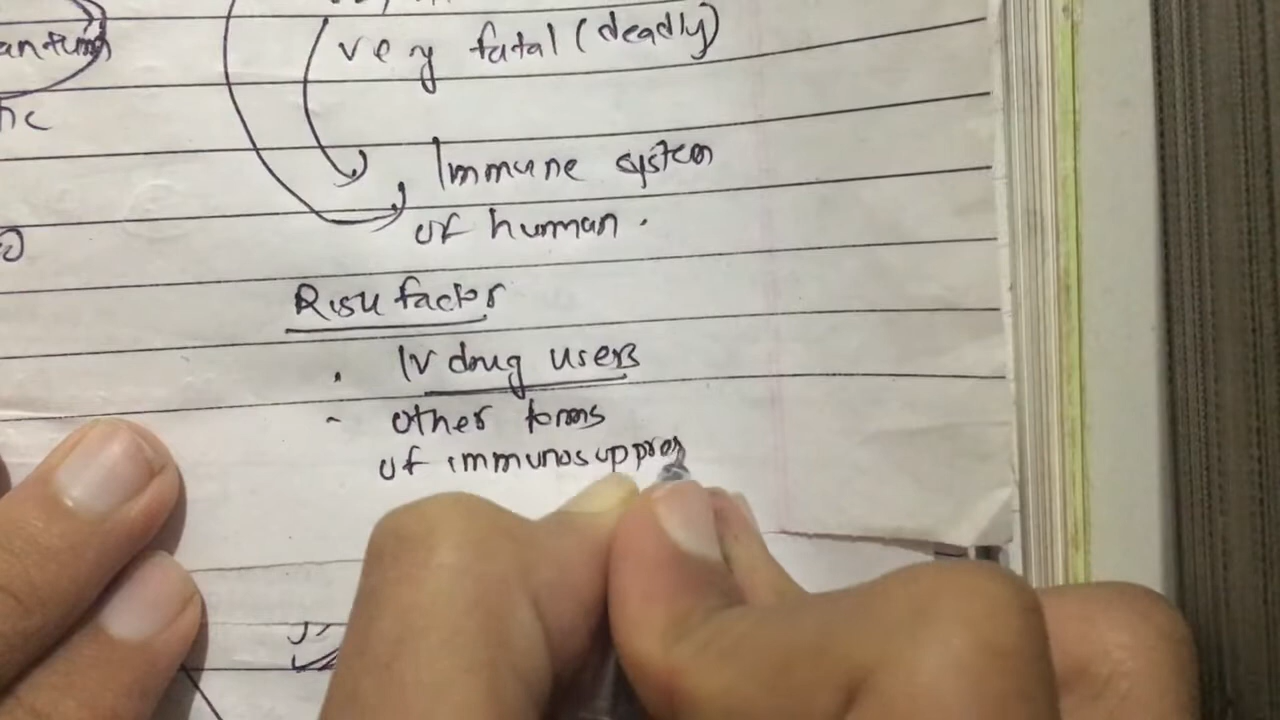 very fatal (deadly)
Immune system
of human.
Risk factor
. IV drug users
- Other forms
of immunosuppres